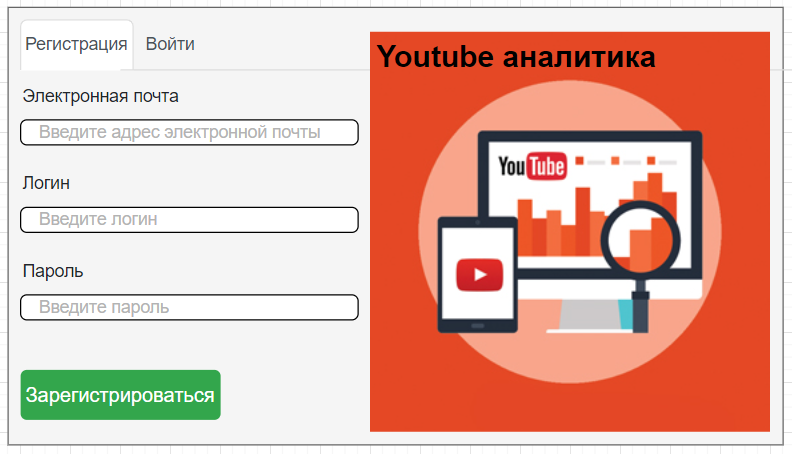 Регистрация
Войти
Электронная почта
Введите адрес электронной почты
Логин
Введите логин
Пароль
Введите пароль
Зарегистрироваться
Youtube аналитика
YouTube